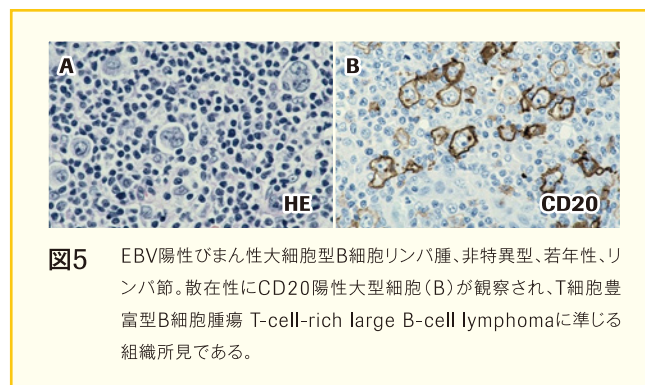 A
B
HE
CD20
図5
EBV陽性びまん性大細胞型B細胞リンパ腫、非特異型、若年性、リ
ンパ節。散在性にCD20陽性大型細胞（B）が観察され、T細胞豊
富型B細胞腫瘍 T-cell-rich large B-cell lymphomaに準じる
組織所見である。